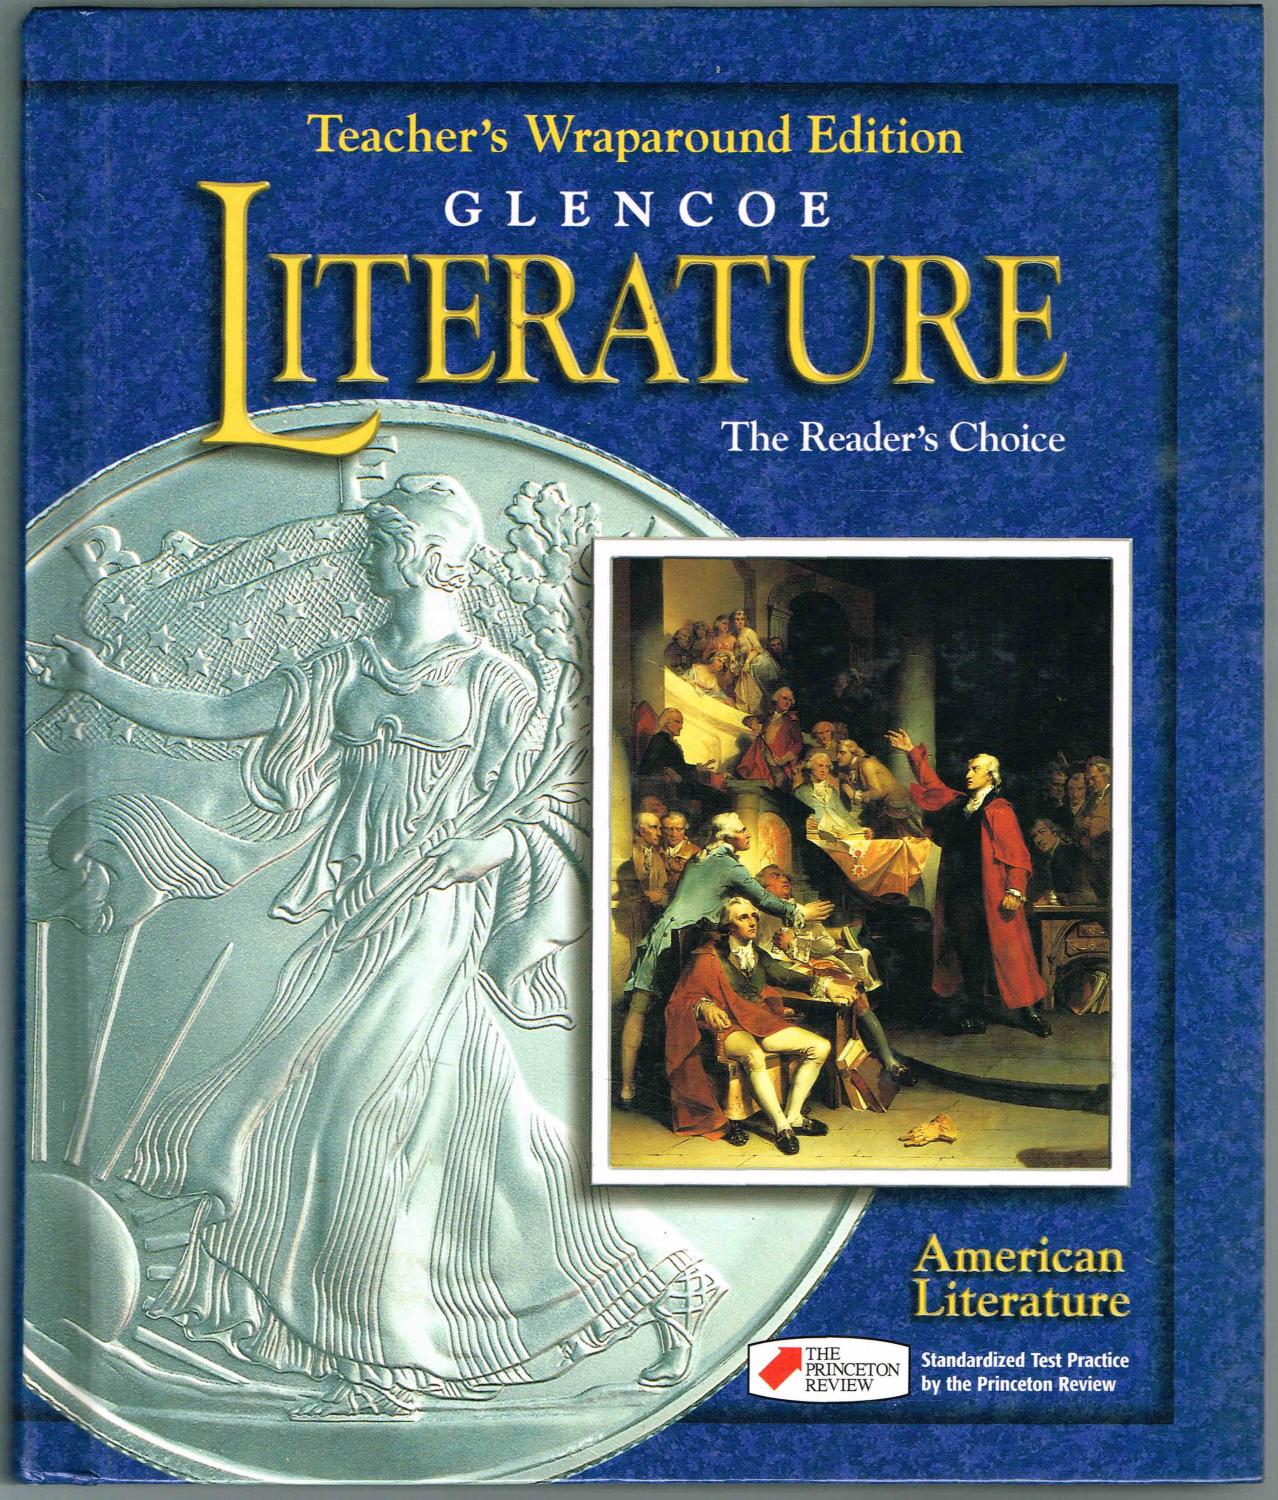 Teacher's Wraparound Edition
GLENCOE
LITERATURE
The Reader's Choice
American
Literature
THE
PRINCETON
REVIEW
Standardized Test Practice
by the Princeton Review